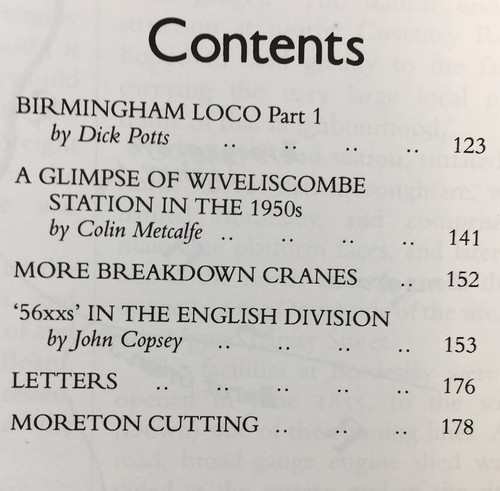 Contents
BIRMINGHAM LOCO Part 1
by Dick Potts .. .. .. .. 123
A GLIMPSE OF WIVELISCOMBE
STATION IN THE 1950s
by Colin Metcalfe .. .. .. .. 141
MORE BREAKDOWN CRANES .. 152
'56xxs' IN THE ENGLISH DIVISION
by John Copsey .. .. .. .. 153
LETTERS .. .. .. .. .. 176
MORETON CUTTING .. .. .. 178